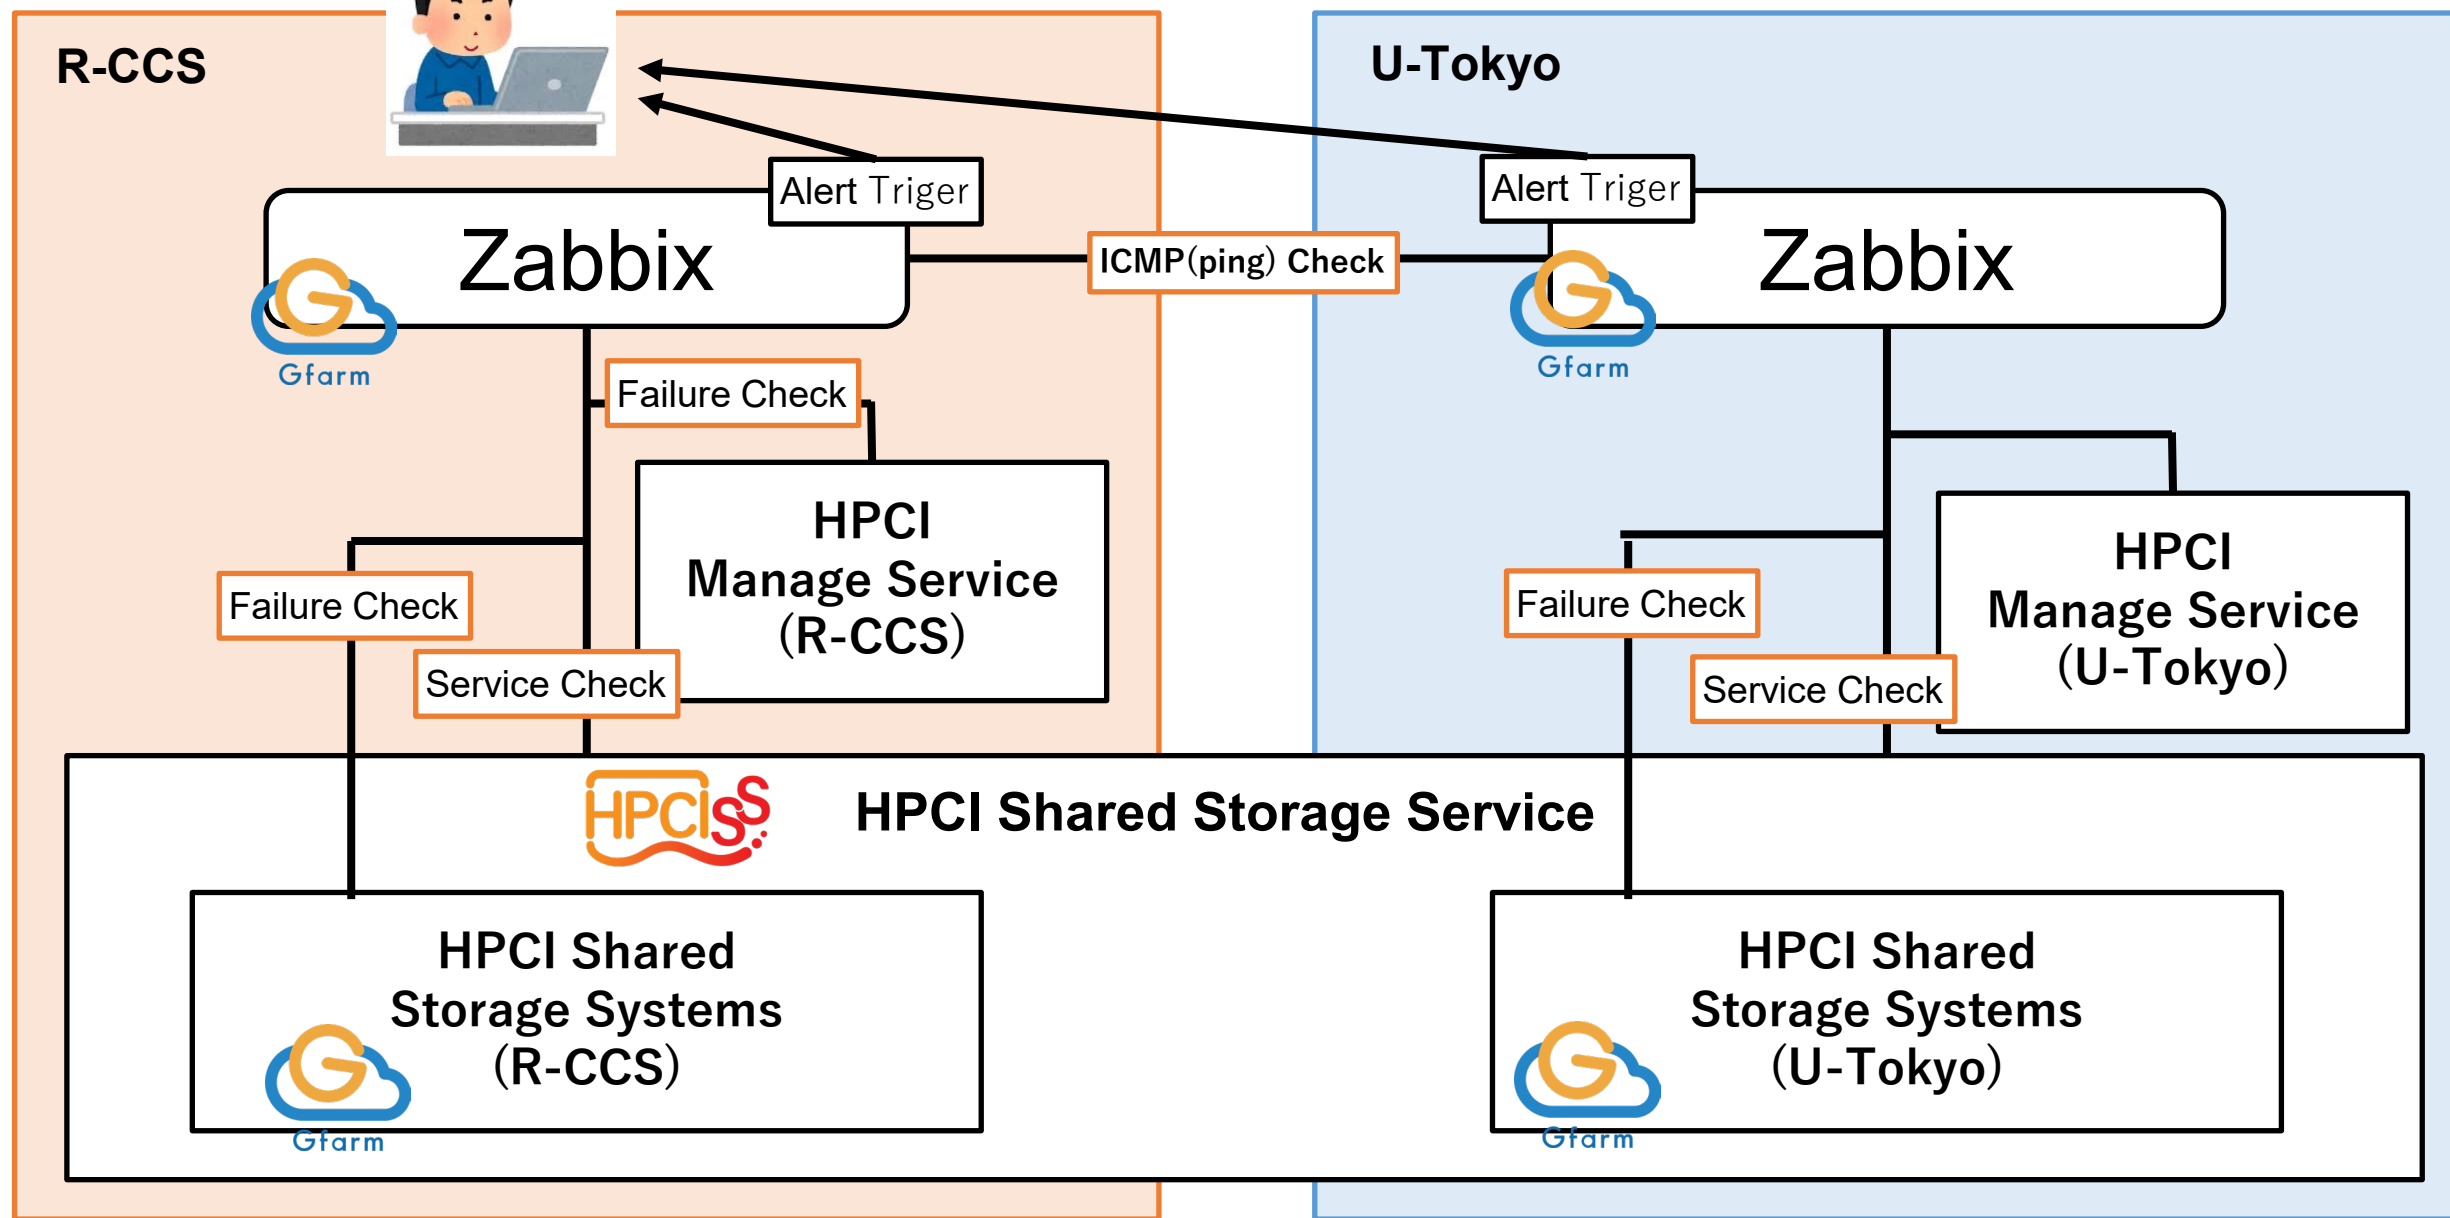 R-CCS
U-Tokyo
Alert Triger
Alert Triger
Zabbix
ICMP(ping) Check
Zabbix
Gfarm
Gfarm
Failure Check
HPCI
Manage Service
(R-CCS)
HPCI
Manage Service
(U-Tokyo)
Failure Check
Failure Check
Service Check
Service Check
HPCISS
HPCI Shared Storage Service
HPCI Shared
Storage Systems
(R-CCS)
Gfarm
HPCI Shared
Storage Systems
(U-Tokyo)
Gfarm